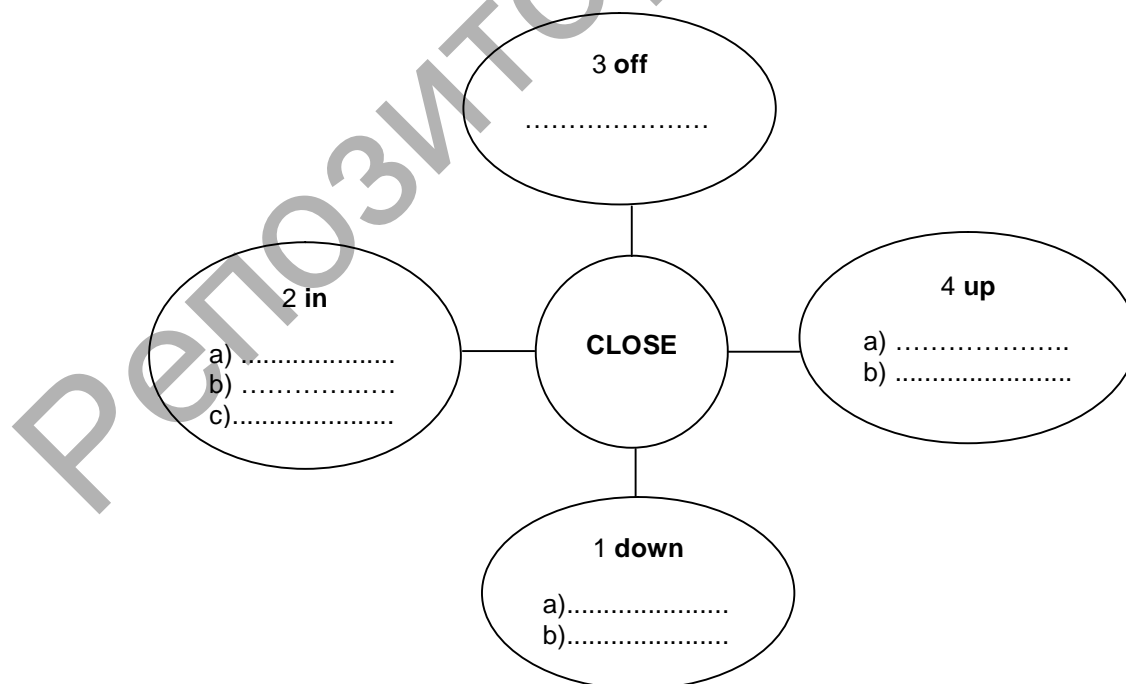 3 off
.....................
2 in
a) .....................
b) .....................
c)......................
CLOSE
4 up
a) .....................
b) ........................
1 down
a)......................
b)......................